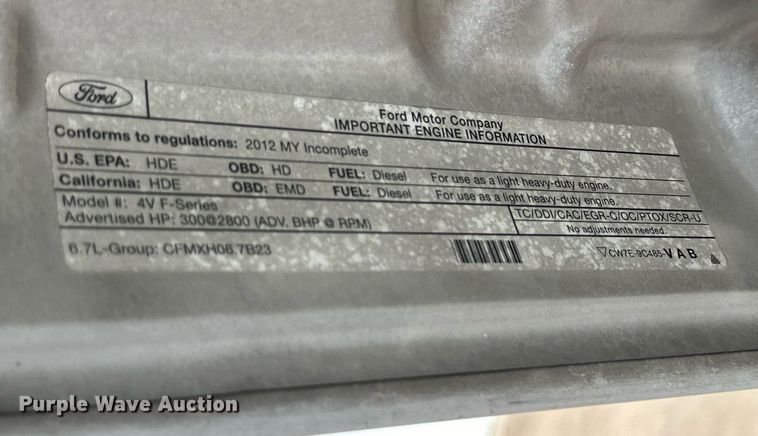 Ford
Ford Motor Company
IMPORTANT ENGINE INFORMATION
Conforms to regulations: 2012 MY Incomplete
U.S. EPA: HDE OBD: HD FUEL: Diesel For use as a light heavy-duty engine.
California: HDE OBD: EMD FUEL: Diesel For use as a light heavy-duty engine.
Model #: 4V F-Series
Advertised HP: 300@2800 (ADV. BHP @ RPM)
TC/DDI/CAC/EGR-C/OC/PTOX/SCR-U
No adjustments needed.
6.7L-Group: CFMXH06.7B23
CW7E-9C485-VAB
Purple Wave Auction